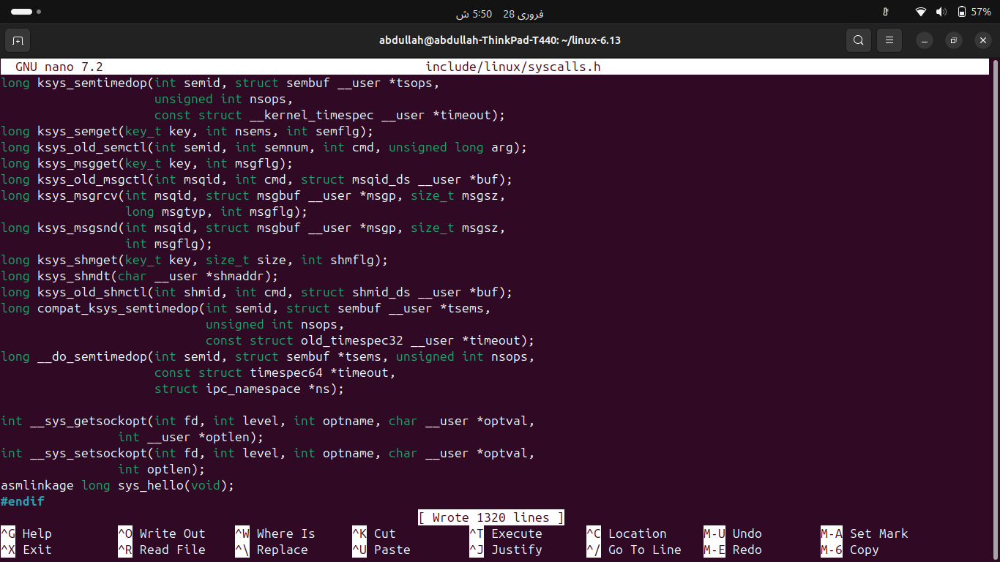 فروری 28 5:50 ش
57%
abdullah@abdullah-ThinkPad-T440: ~/linux-6.13
GNU nano 7.2 include/linux/syscalls.h
long ksys_semtimedop(int semid, struct sembuf __user *tsops,
unsigned int nsops,
const struct __kernel_timespec __user *timeout);
long ksys_semget(key_t key, int nsems, int semflg);
long ksys_old_semctl(int semid, int semnum, int cmd, unsigned long arg);
long ksys_msgget(key_t key, int msgflg);
long ksys_old_msgctl(int msqid, int cmd, struct msqid_ds __user *buf);
long ksys_msgrcv(int msqid, struct msgbuf __user *msgp, size_t msgsz,
long msgtyp, int msgflg);
long ksys_msgsnd(int msqid, struct msgbuf __user *msgp, size_t msgsz,
int msgflg);
long ksys_shmget(key_t key, size_t size, int shmflg);
long ksys_shmdt(char __user *shmaddr);
long ksys_old_shmctl(int shmid, int cmd, struct shmid_ds __user *buf);
long compat_ksys_semtimedop(int semid, struct sembuf __user *tsems,
unsigned int nsops,
const struct old_timespec32 __user *timeout);
long __do_semtimedop(int semid, struct sembuf *tsems, unsigned int nsops,
const struct timespec64 *timeout,
struct ipc_namespace *ns);
int __sys_getsockopt(int fd, int level, int optname, char __user *optval,
int __user *optlen);
int __sys_setsockopt(int fd, int level, int optname, char __user *optval,
int optlen);
asmlinkage long sys_hello(void);
#endif
[ Wrote 1320 lines ]
^G Help ^O Write Out ^W Where Is ^K Cut ^T Execute ^C Location M-U Undo M-A Set Mark
^X Exit ^R Read File ^\ Replace ^U Paste ^J Justify ^/ Go To Line M-E Redo M-6 Copy